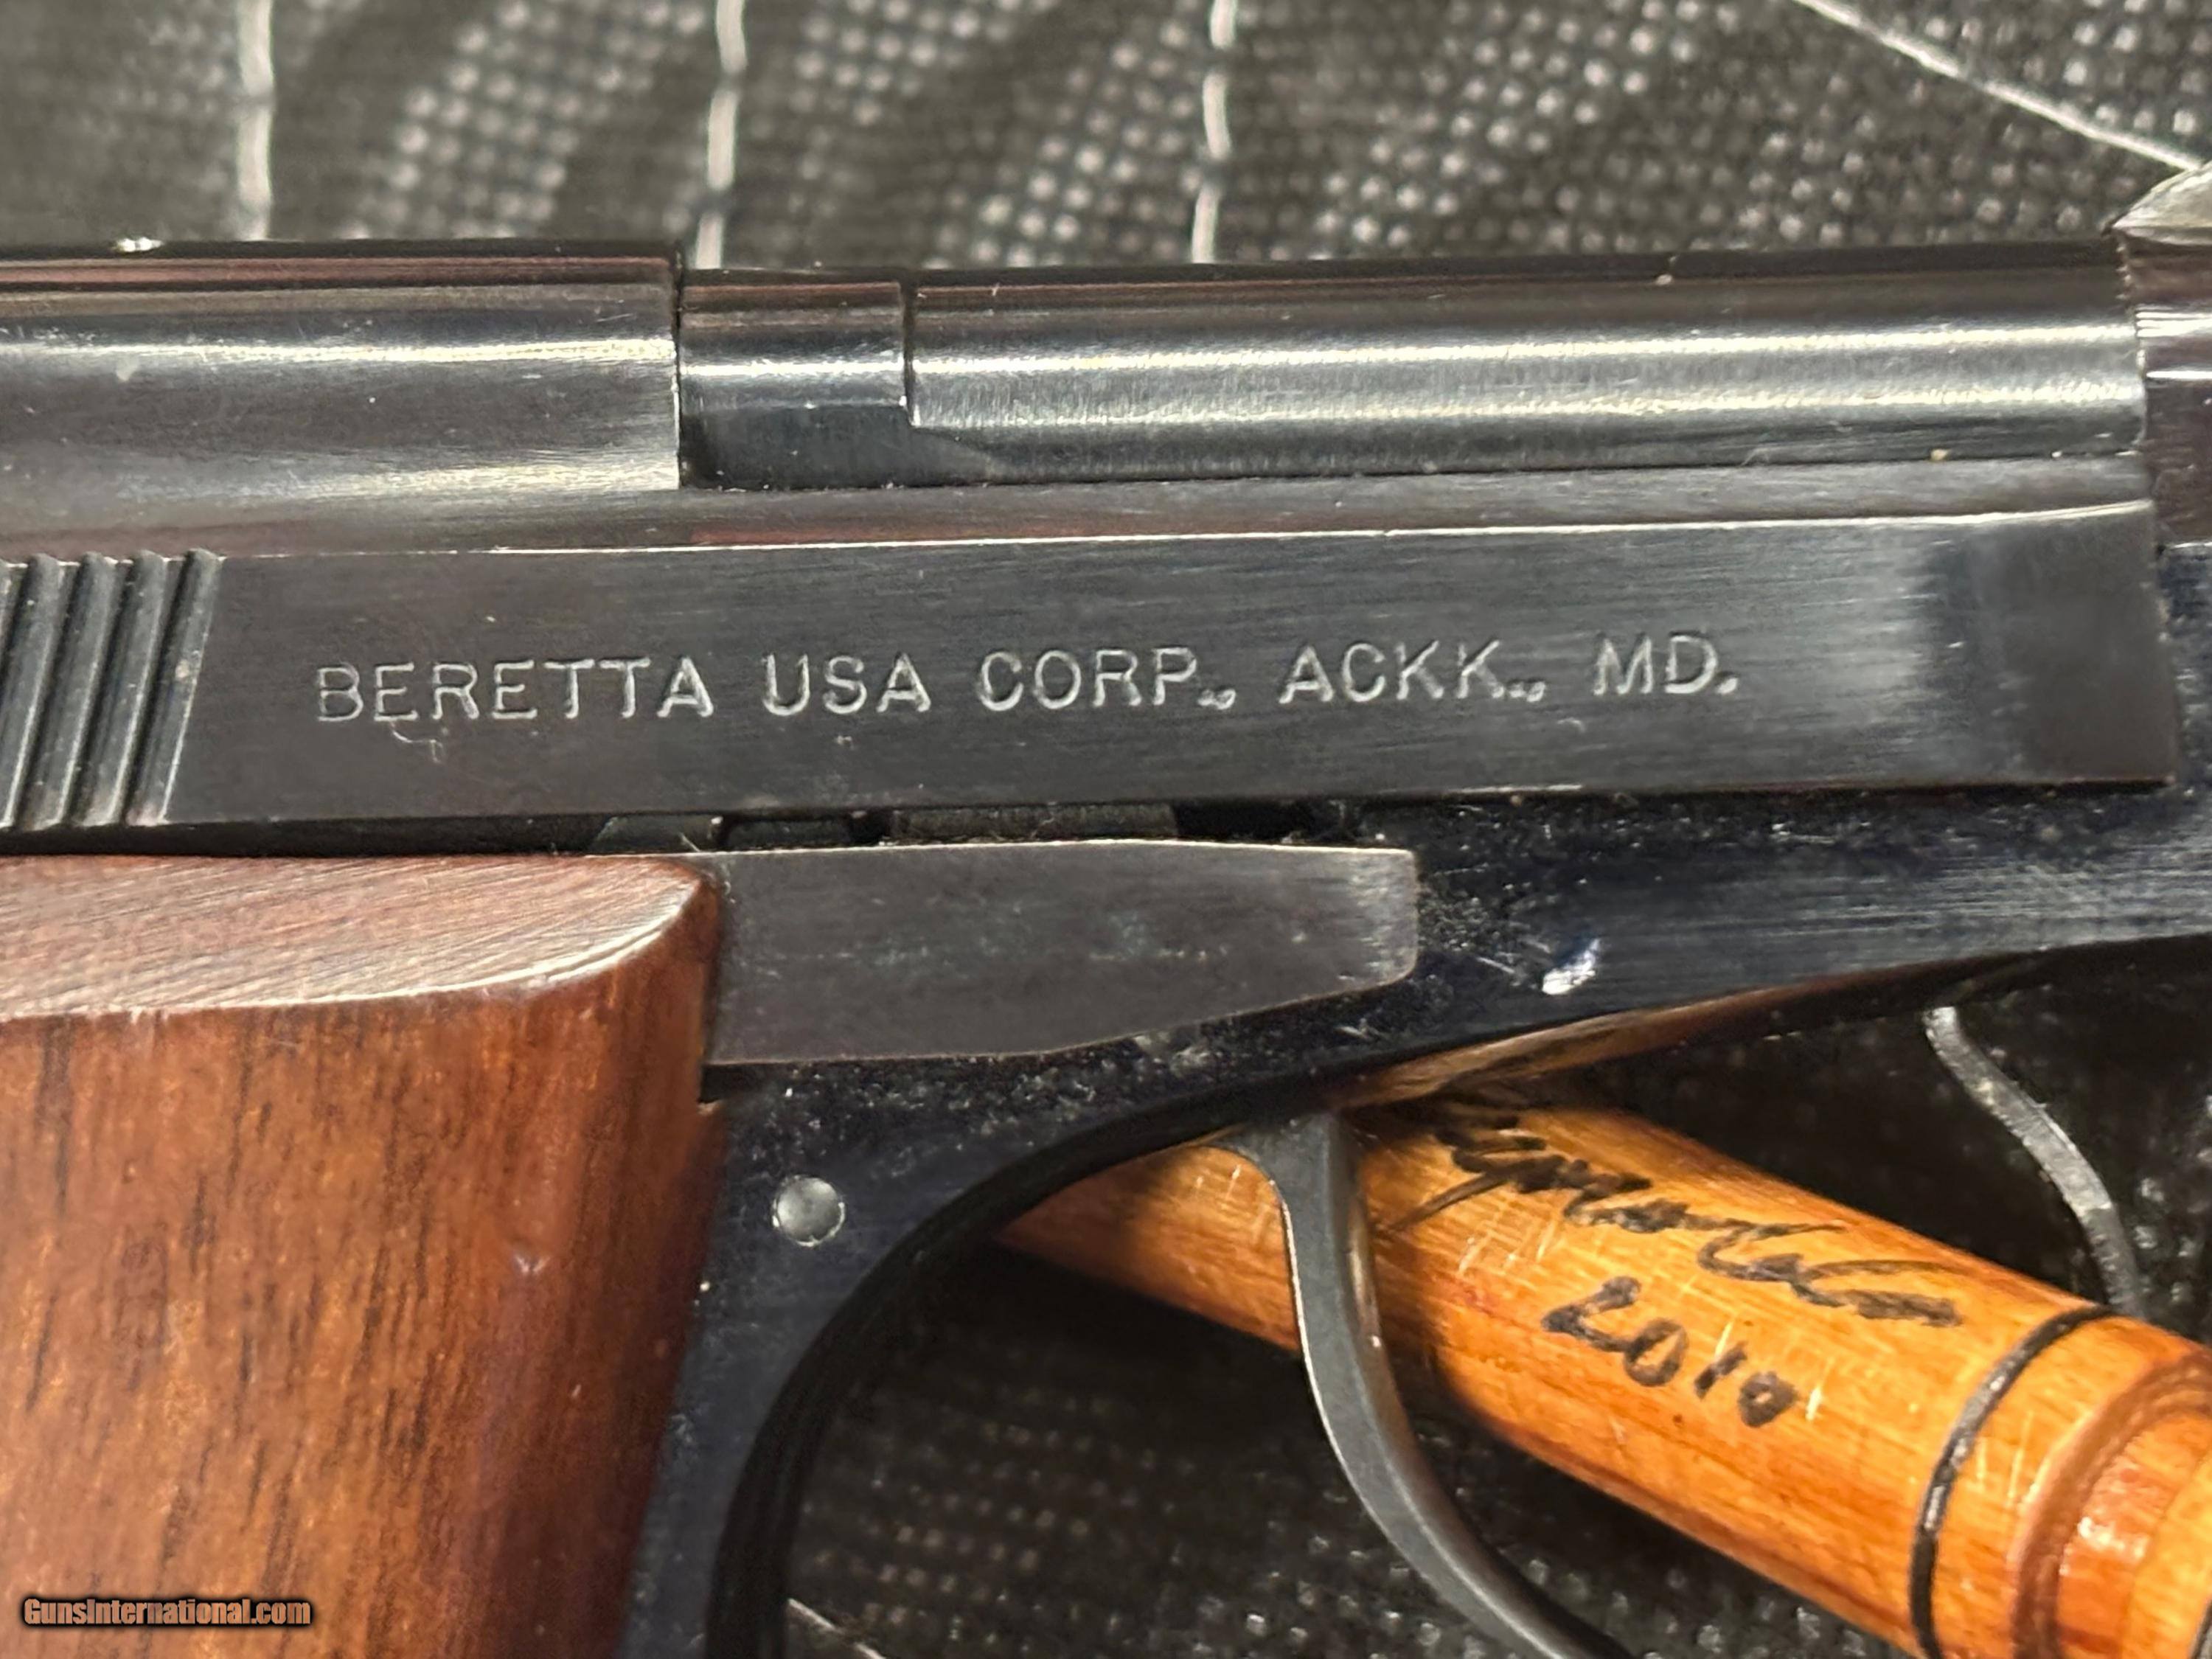 BERETTA USA CORP., ACKK., MD.
2010
GunsInternational.com